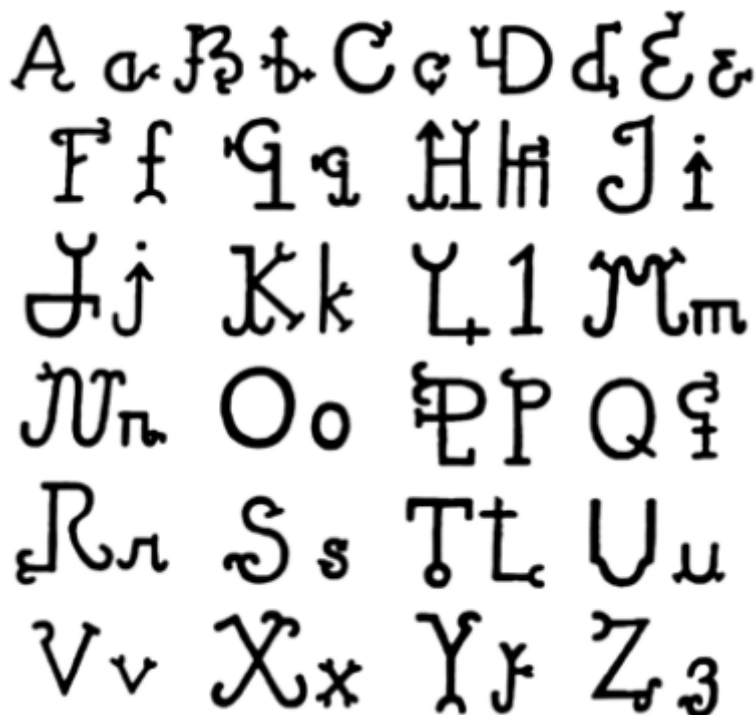 A a B b C c D d E e
F f G g H h I i
J j K k L l M m
N n O o P p Q q
R r S s T t U u
V v X x Y y Z z